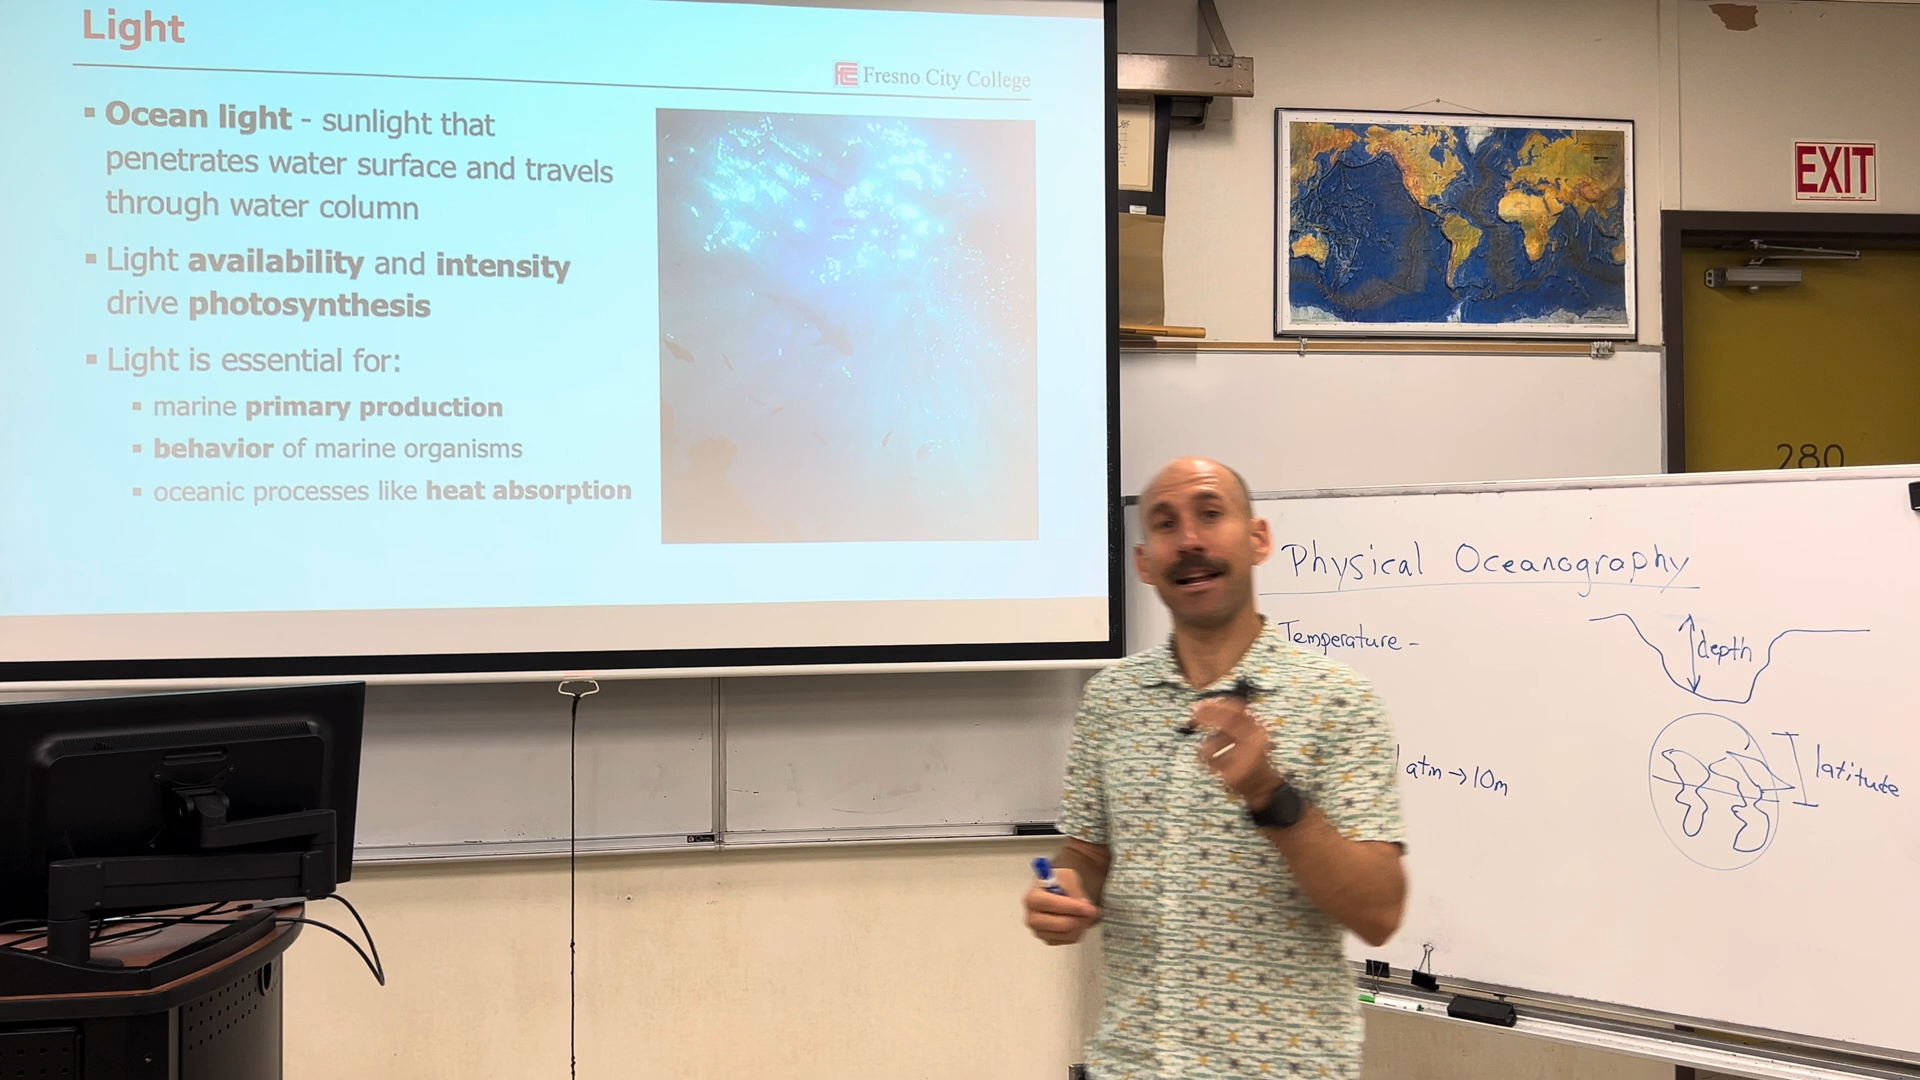 Light
Fresno City College
▪ Ocean light - sunlight that
penetrates water surface and travels
through water column
▪ Light availability and intensity
drive photosynthesis
▪ Light is essential for:
▪ marine primary production
▪ behavior of marine organisms
▪ oceanic processes like heat absorption
EXIT
280
Physical Oceanography
Temperature -
depth
1 atm → 10m
latitude